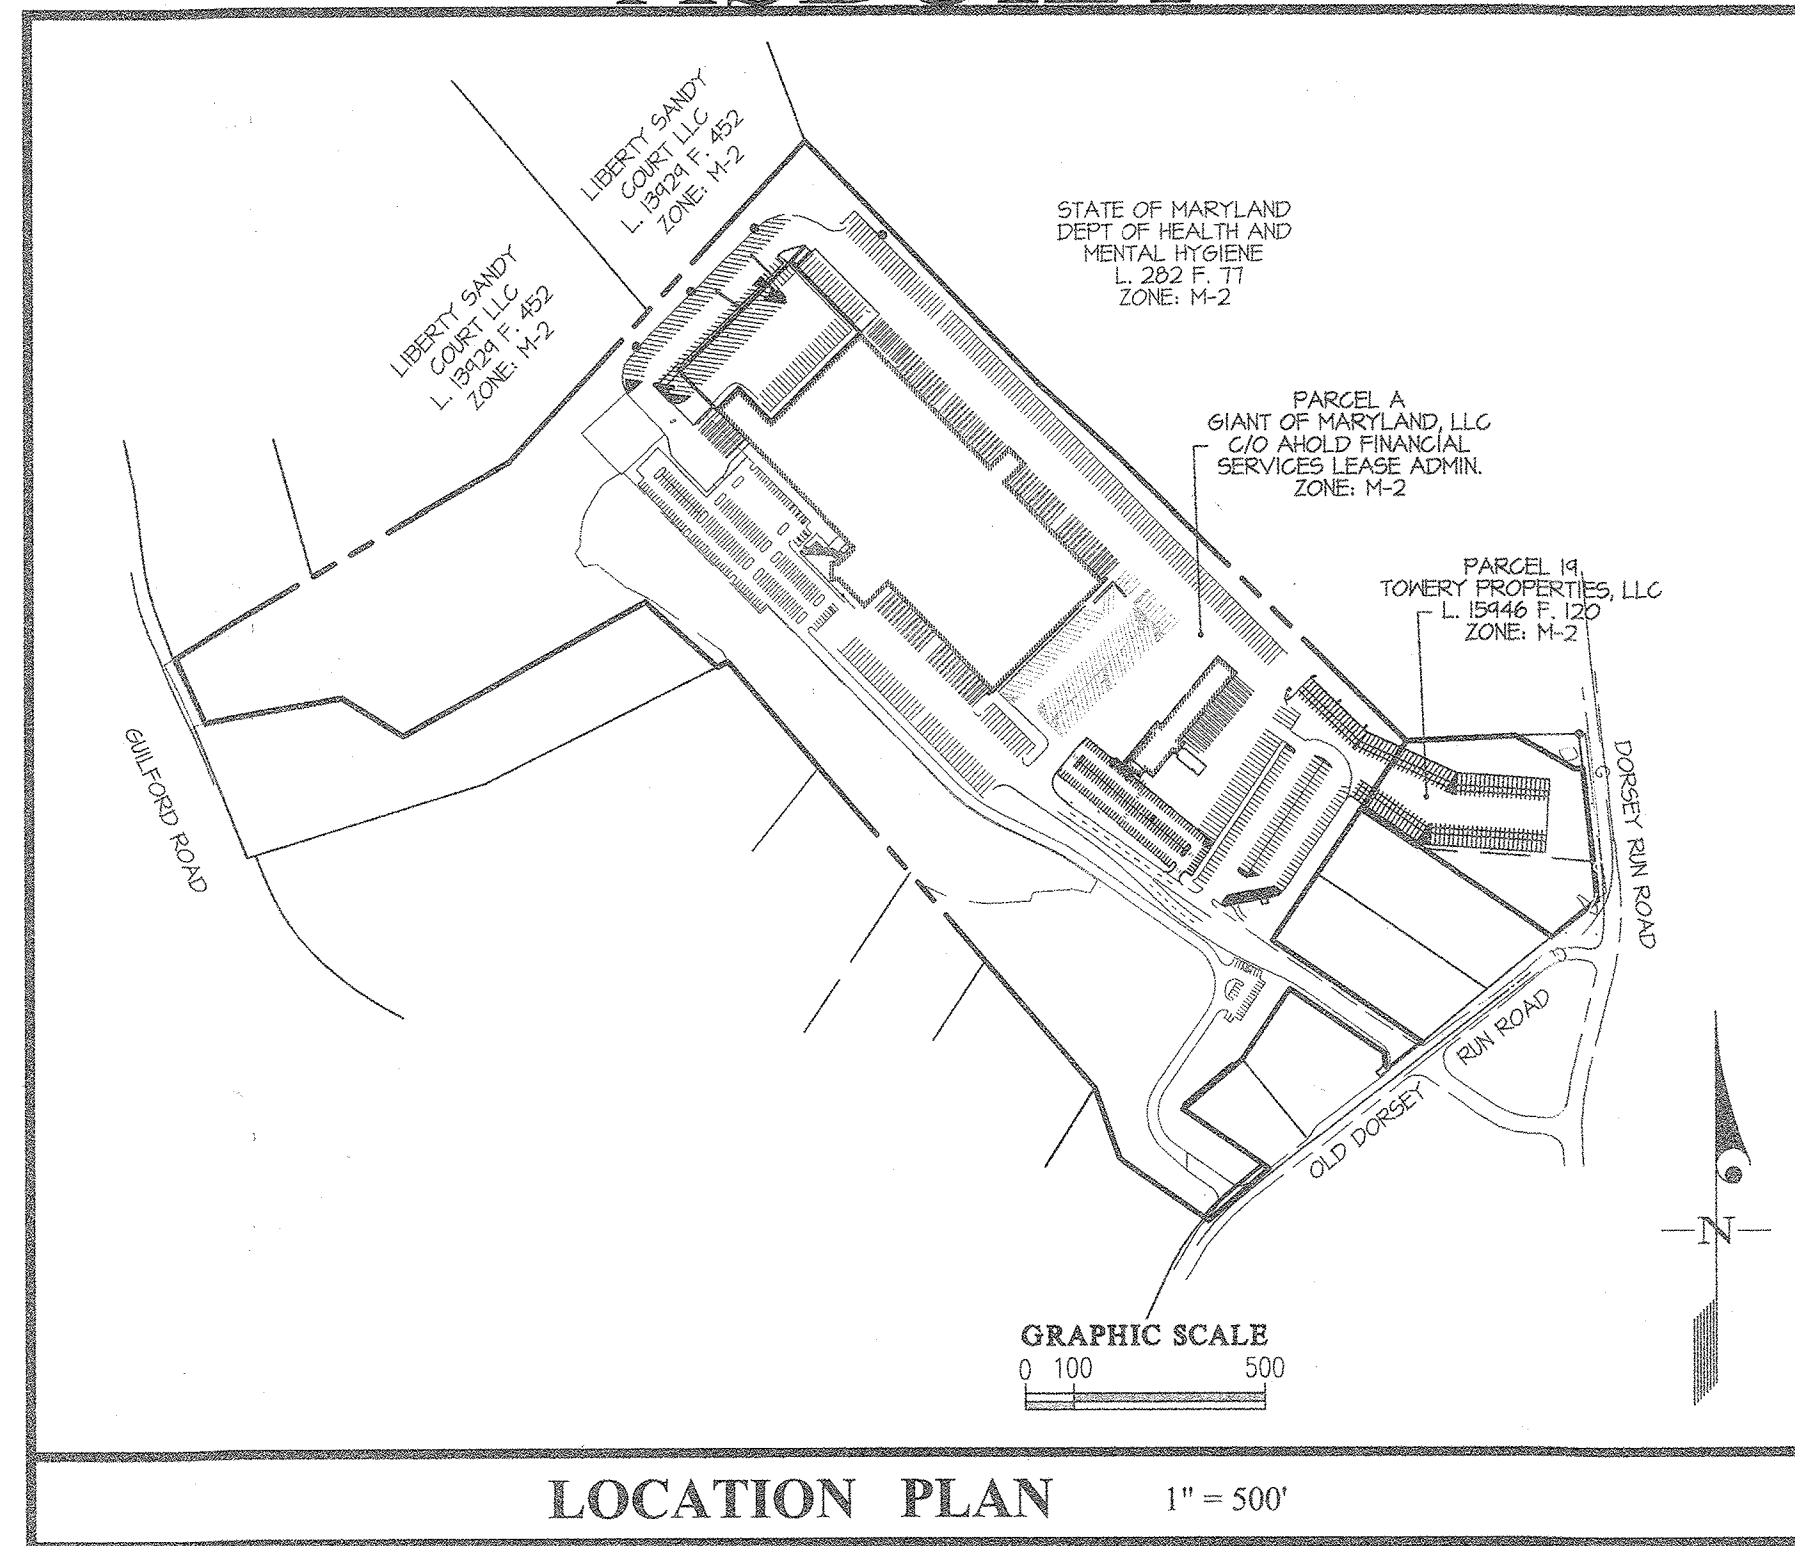 LIBERTY SANDY
COURT LLC
L. 13929 F. 452
ZONE: M-2
LIBERTY SANDY
COURT LLC
L. 13929 F. 452
ZONE: M-2
STATE OF MARYLAND
DEPT OF HEALTH AND
MENTAL HYGIENE
L. 282 F. 77
ZONE: M-2
PARCEL A
GIANT OF MARYLAND, LLC
C/O AHOLD FINANCIAL
SERVICES LEASE ADMIN.
ZONE: M-2
PARCEL 19
TOWERY PROPERTIES, LLC
L. 15946 F. 120
ZONE: M-2
GUILFORD ROAD
DORSEY RUN ROAD
OLD DORSEY RUN ROAD
N
GRAPHIC SCALE
0 100 500
LOCATION PLAN 1" = 500'